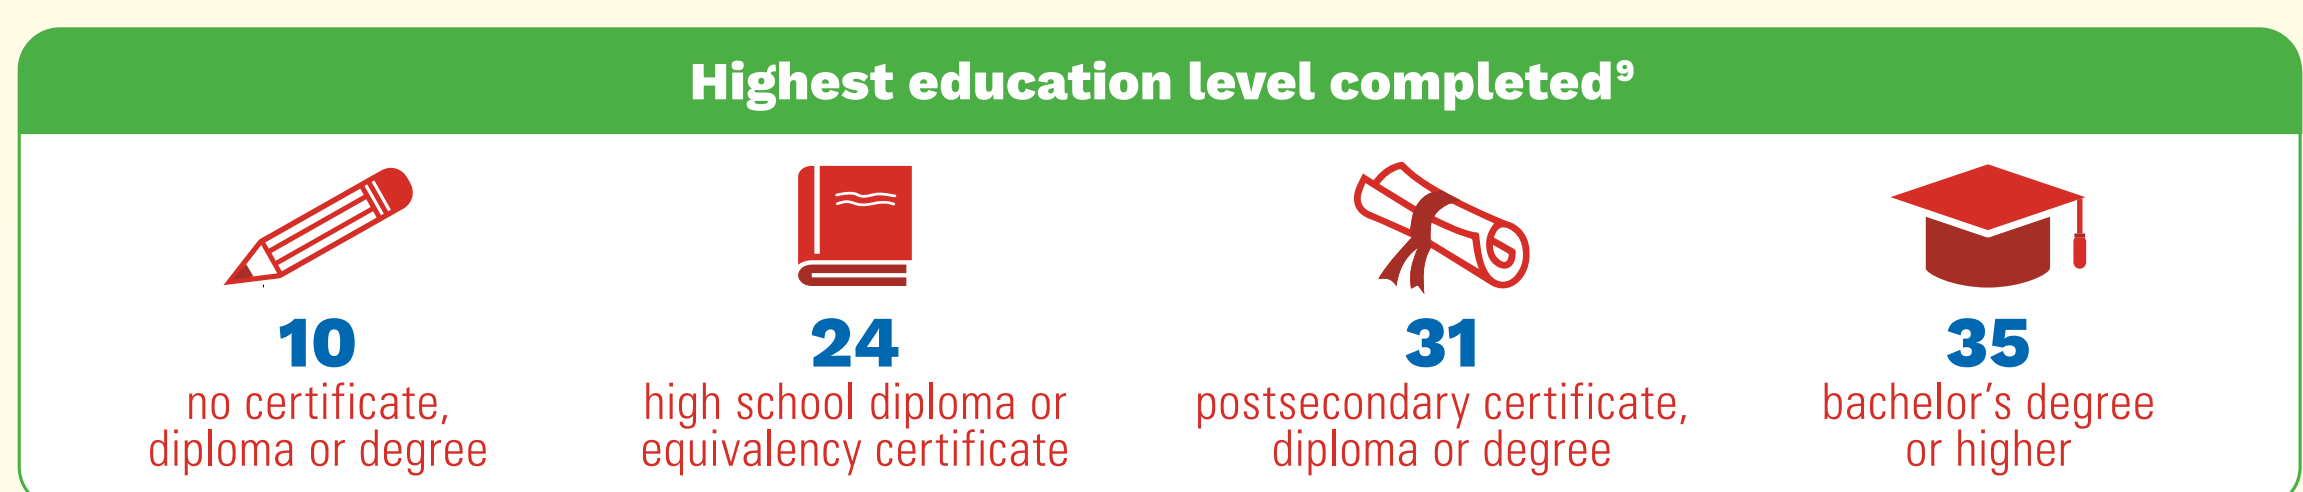 Highest education level completed⁹
10
no certificate,
diploma or degree
24
high school diploma or
equivalency certificate
31
postsecondary certificate,
diploma or degree
35
bachelor’s degree
or higher